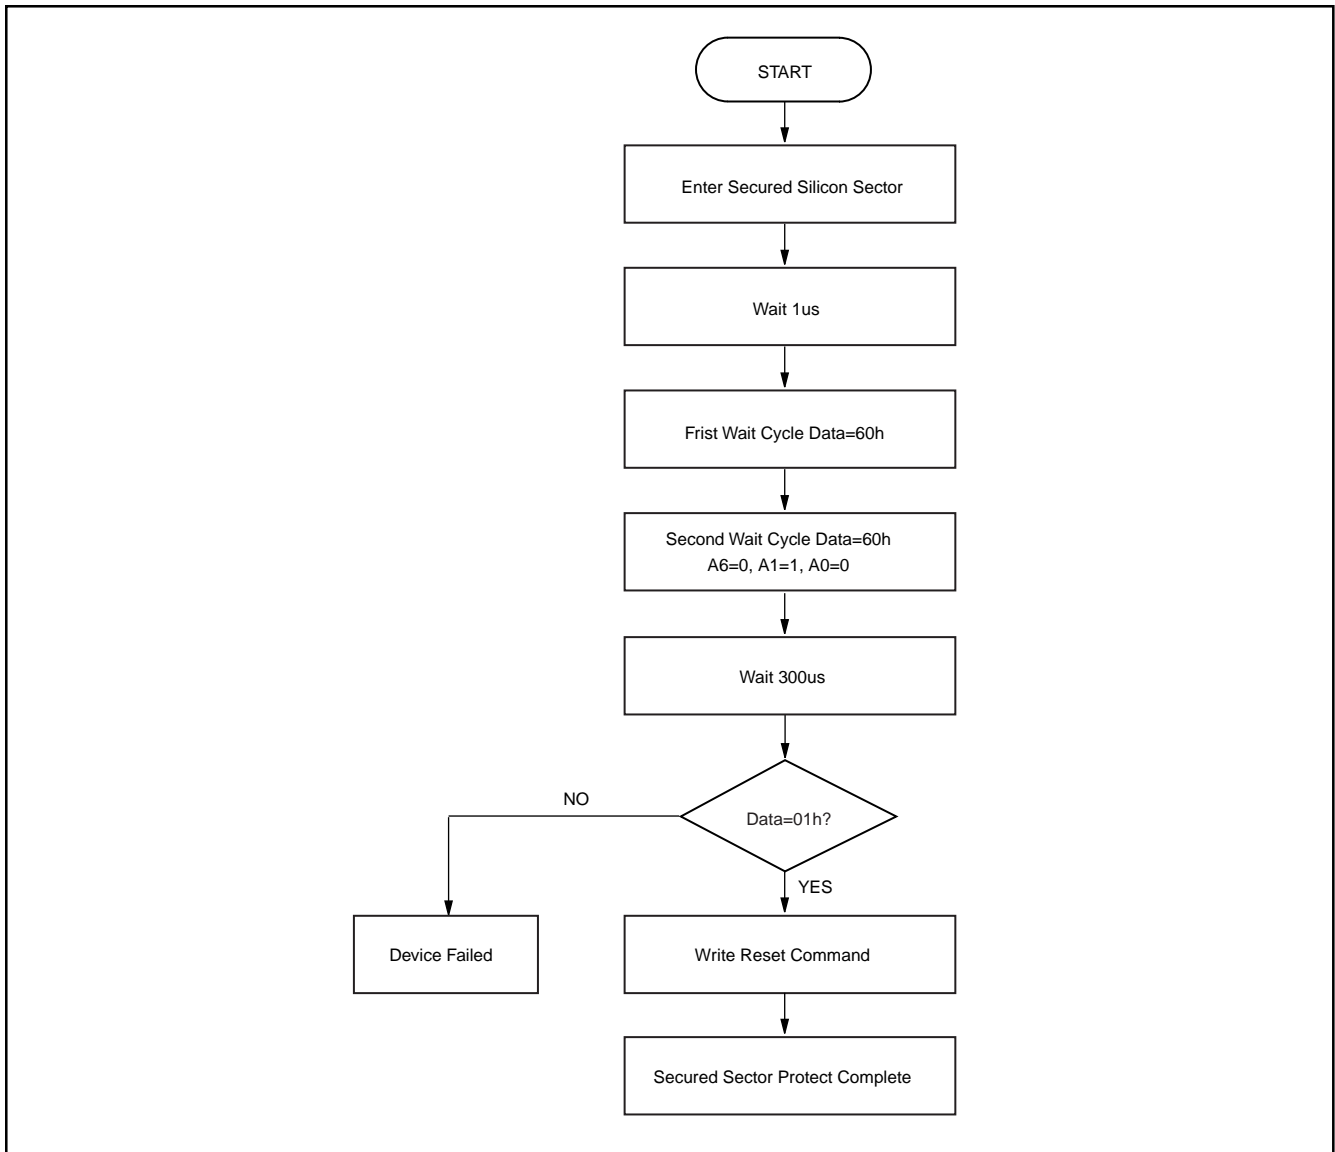 START
Enter Secured Silicon Sector
Wait 1us
Frist Wait Cycle Data=60h
Second Wait Cycle Data=60h
A6=0, A1=1, A0=0
Wait 300us
Data=01h?
NO
YES
Device Failed
Write Reset Command
Secured Sector Protect Complete